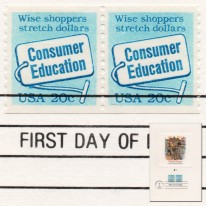 Wise shoppers stretch dollars
Consumer Education
USA 20c
Wise shoppers stretch dollars
Consumer Education
USA 20c
FIRST DAY OF